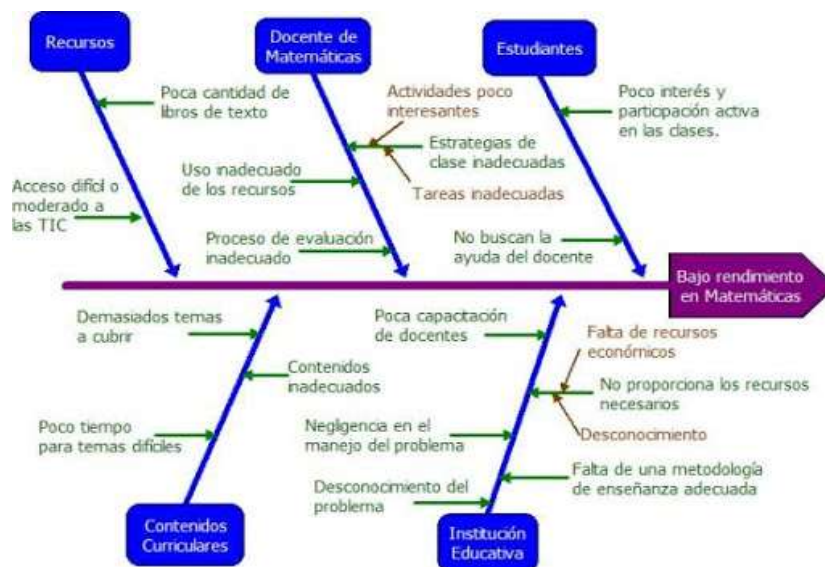 Recursos
Docente de
Matemáticas
Estudiantes
Poca cantidad de
libros de texto
Actividades poco
interesantes
Poco interés y
participación activa
en las clases.
Estrategias de
clase inadecuadas
Uso inadecuado
de los recursos
Tareas inadecuadas
Acceso difícil o
moderado a
las TIC
Proceso de evaluación
inadecuado
No buscan la
ayuda del docente
Bajo rendimiento
en Matemáticas
Demasiados temas
a cubrir
Poca capacitación
de docentes
Falta de recursos
económicos
Contenidos
inadecuados
No proporciona los recursos
necesarios
Poco tiempo
para temas difíciles
Negligencia en el
manejo del problema
Desconocimiento
Desconocimiento del
problema
Falta de una metodología
de enseñanza adecuada
Contenidos
Curriculares
Institución
Educativa